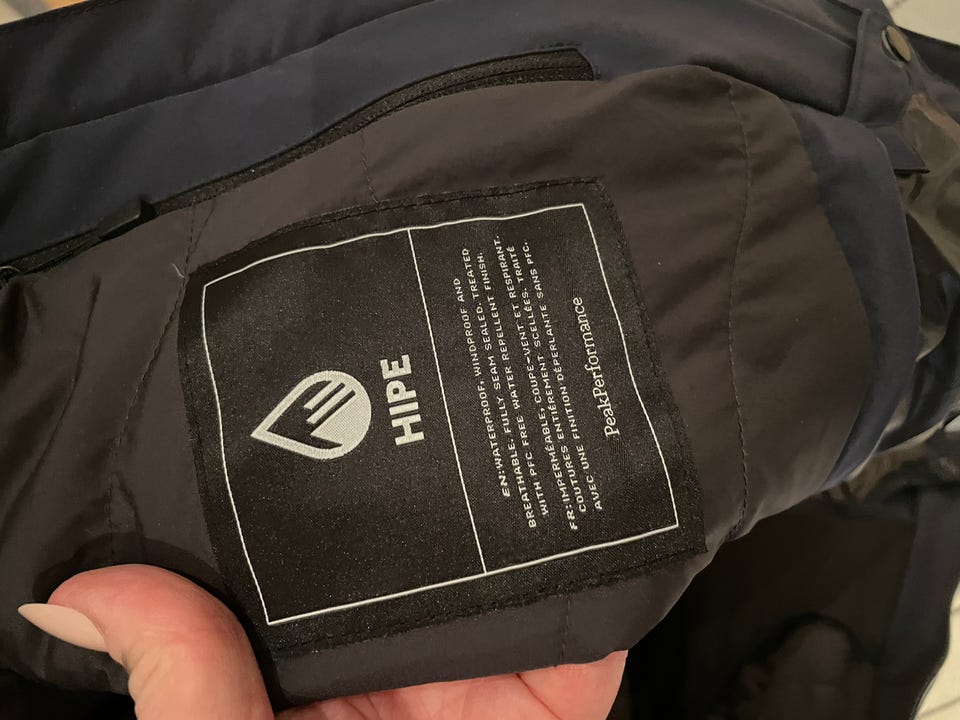 HIPE
EN:WATERPROOF, WINDPROOF AND
BREATHABLE. FULLY SEAM SEALED. TREATED
WITH PFC FREE WATER REPELLENT FINISH.
FR:IMPERMÉABLE, COUPE-VENT ET RESPIRANT.
COUTURES ENTIÈREMENT SCELLÉES. TRAITÉ
AVEC UNE FINITION DÉPERLANTE SANS PFC.
PeakPerformance